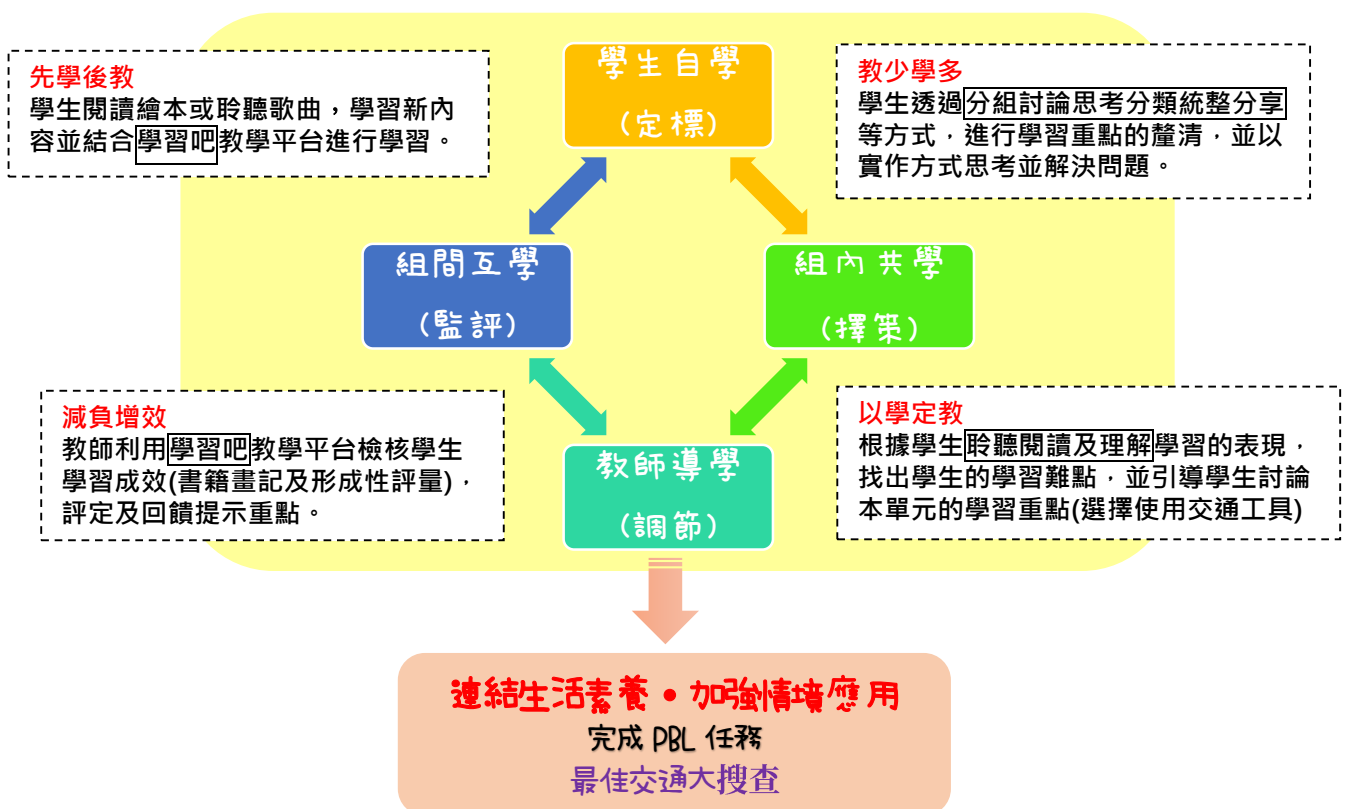 學生自學
(定標)
先學後教
學生閱讀繪本或聆聽歌曲，學習新內
容並結合學習吧教學平台進行學習。
教少學多
學生透過分組討論思考分類統整分享
等方式，進行學習重點的釐清，並以
實作方式思考並解決問題。
組間互學
(監評)
組內共學
(擇策)
減負增效
教師利用學習吧教學平台檢核學生
學習成效(書籍畫記及形成性評量)，
評定及回饋提示重點。
教師導學
(調節)
以學定教
根據學生聆聽閱讀及理解學習的表現，
找出學生的學習難點，並引導學生討論
本單元的學習重點(選擇使用交通工具)
連結生活素養•加強情境應用
完成 PBL 任務
最佳交通大搜查